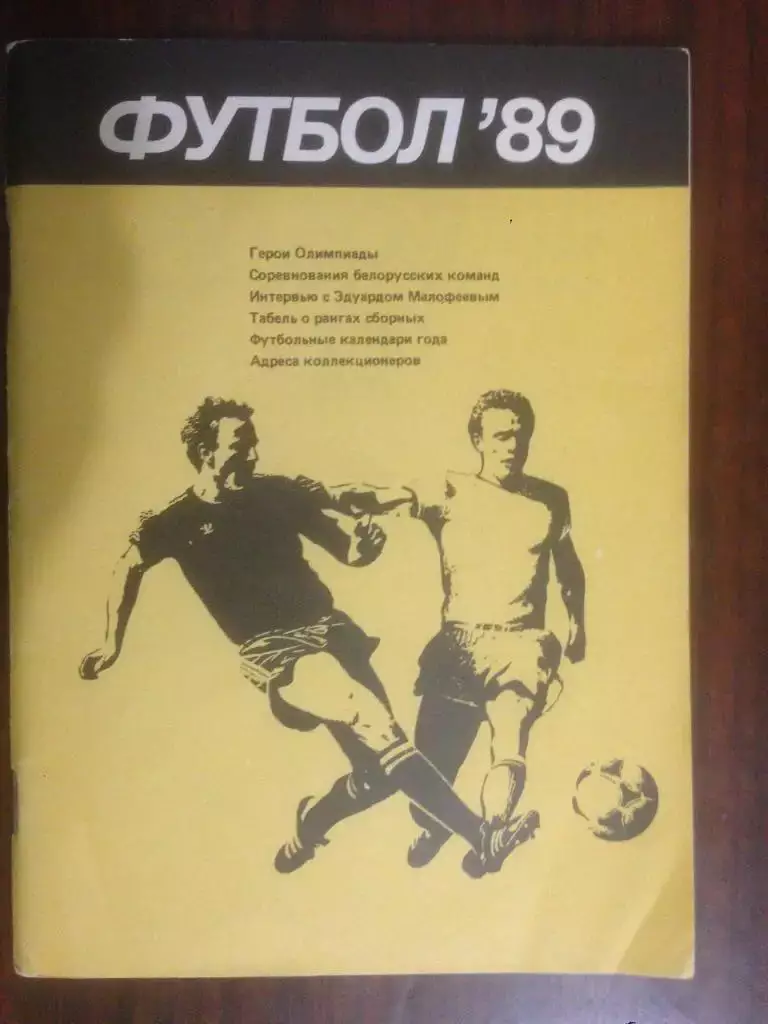 ФУТБОЛ '89
Герои Олимпиады
Соревнования белорусских команд
Интервью с Эдуардом Малофеевым
Табель о рангах сборных
Футбольные календари года
Адреса коллекционеров